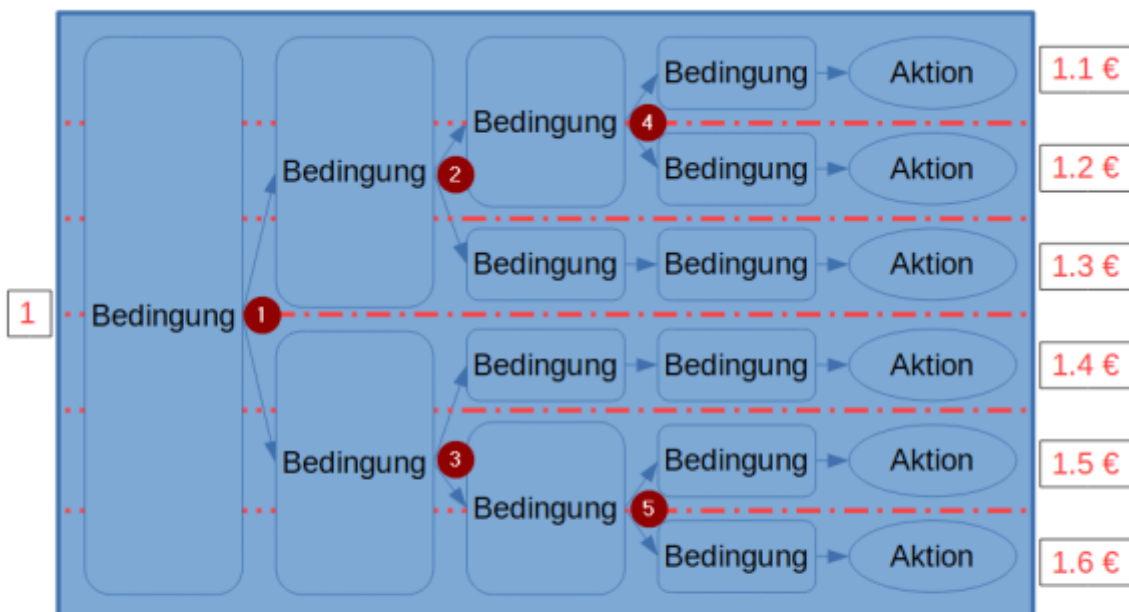 Bedingung
Aktion
1.1 €
Bedingung
4
Bedingung
Aktion
1.2 €
Bedingung
2
Bedingung
Bedingung
Aktion
1.3 €
1
Bedingung
1
Bedingung
Bedingung
Aktion
1.4 €
Bedingung
3
Bedingung
Aktion
1.5 €
Bedingung
5
Bedingung
Aktion
1.6 €